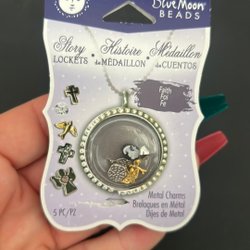 Blue Moon
BEADS
Story • Histoire • Médaillon
LOCKETS DE MÉDAILLON DE CUENTOS
Faith
Foi
Fe
Metal Charms
Breloques en Métal
Dijes de Metal
5 PC/PZ